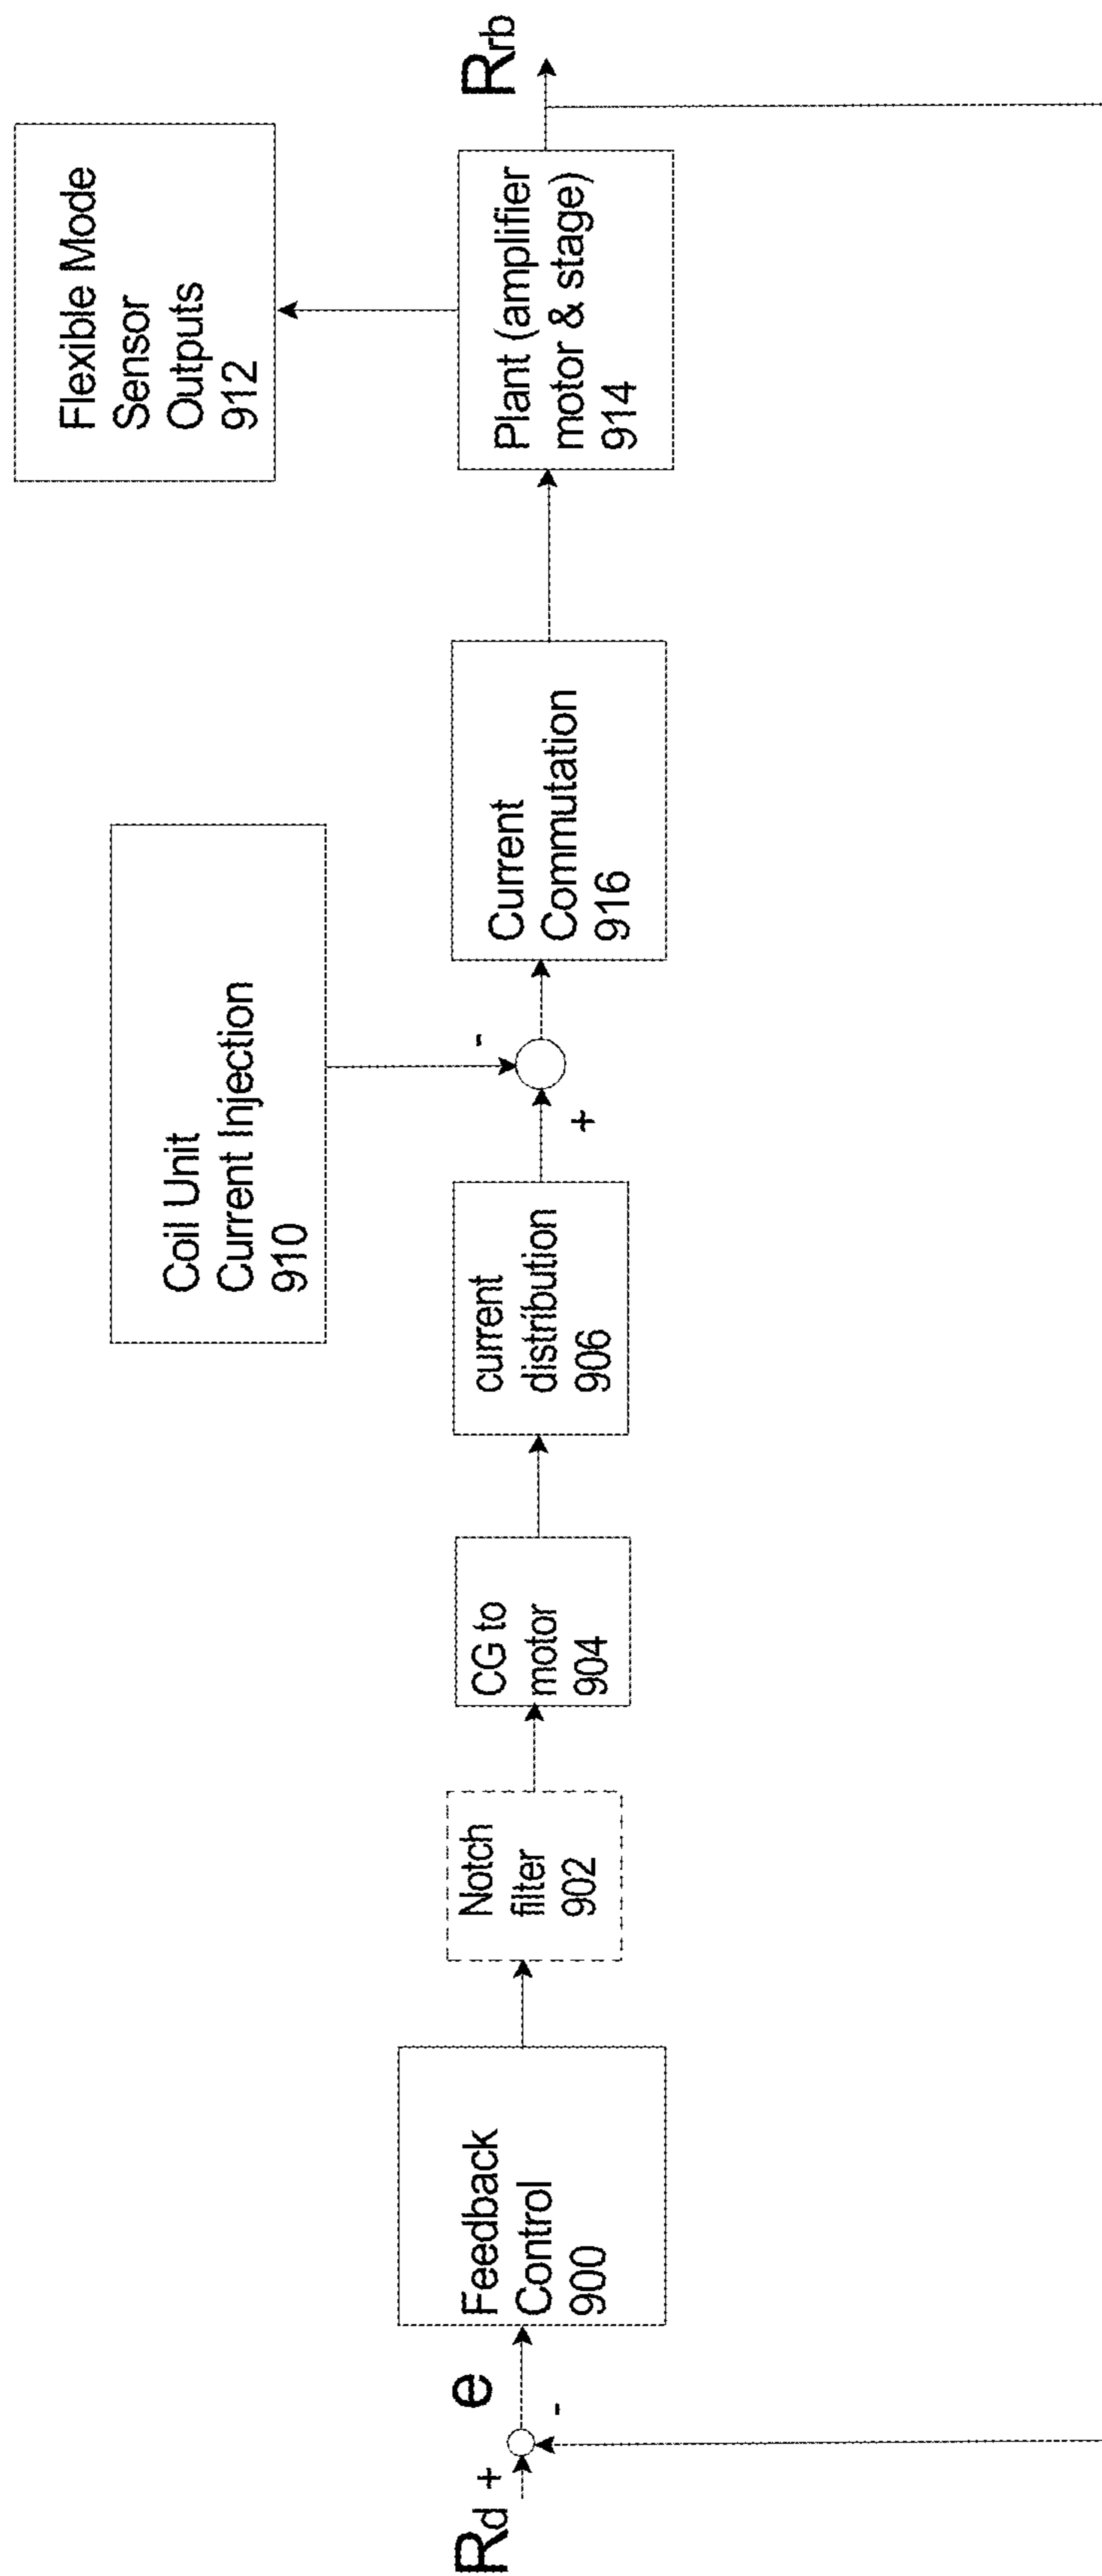 Flexible Mode
Sensor
Outputs
912
Coil Unit
Current Injection
910
Rd
+
e
-
Feedback
Control
900
Notch
filter
902
CG to
motor
904
current
distribution
906
+
-
Current
Commutation
916
Plant (amplifier
motor & stage)
914
Rrb